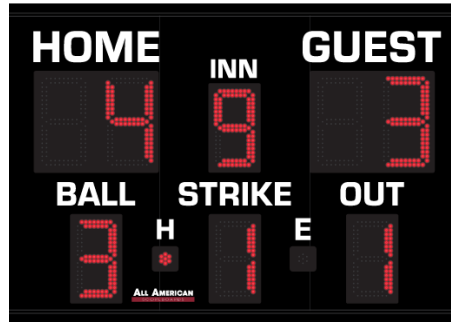 HOME GUEST
INN
4 9 3
BALL STRIKE OUT
H E
3 1 1
ALL AMERICAN